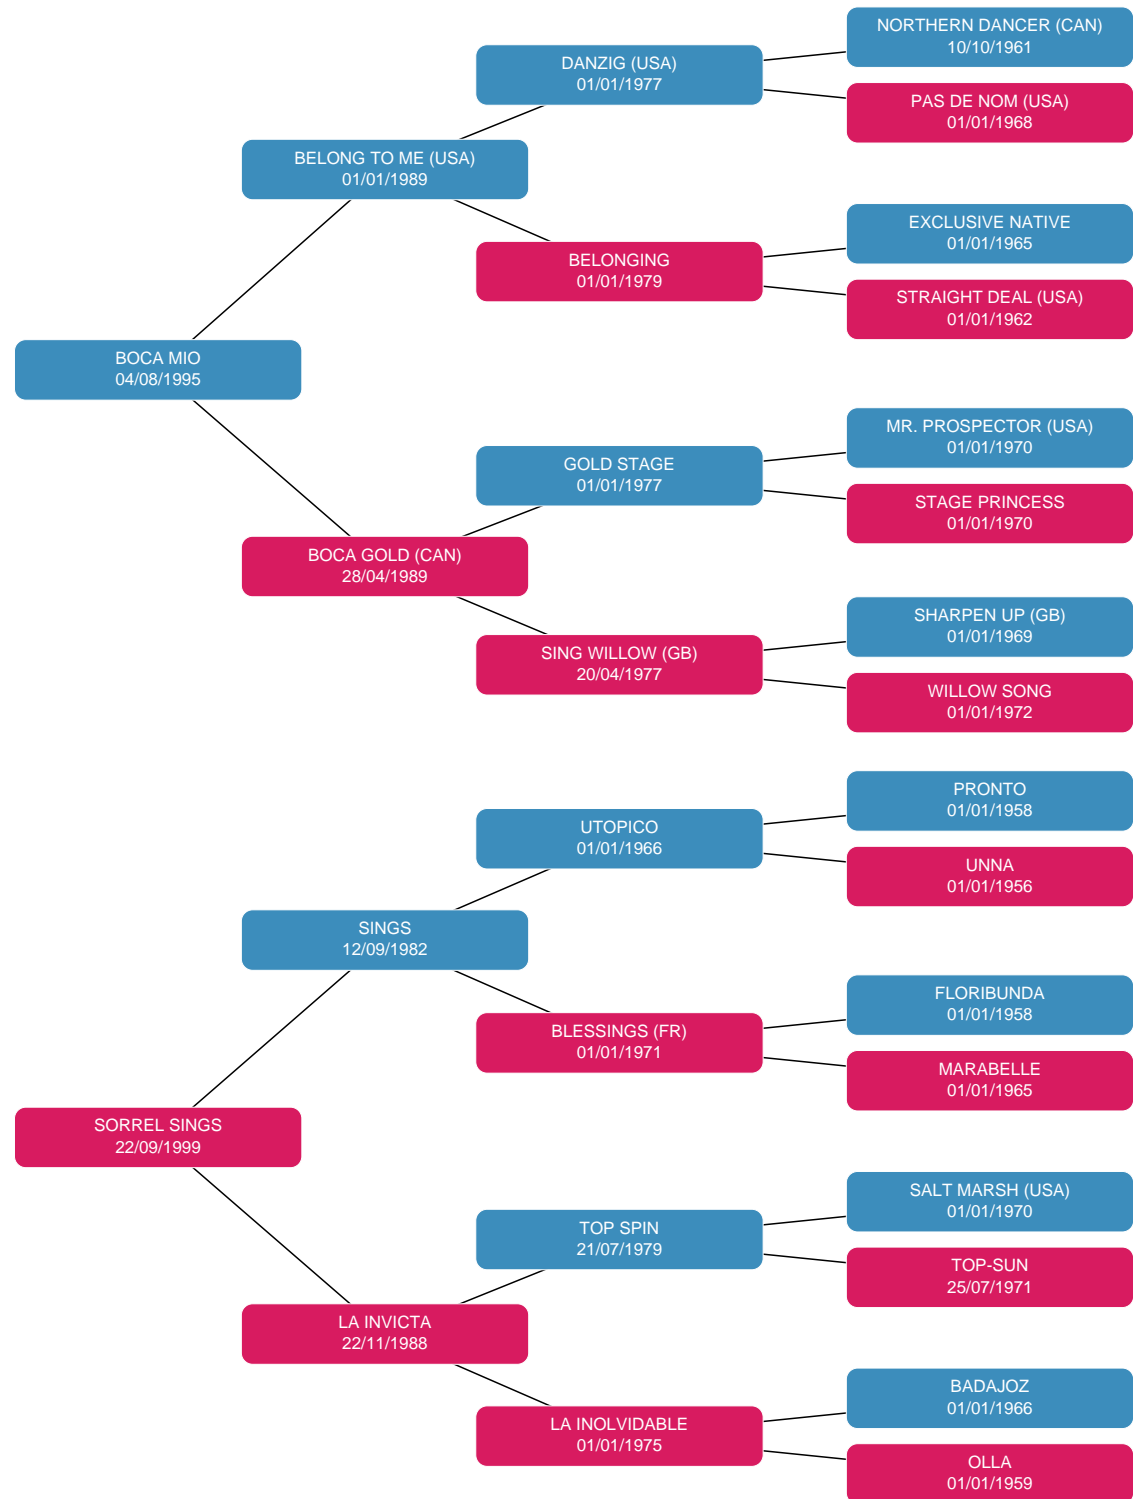 NORTHERN DANCER (CAN)
10/10/1961
DANZIG (USA)
01/01/1977
PAS DE NOM (USA)
01/01/1968
BELONG TO ME (USA)
01/01/1989
EXCLUSIVE NATIVE
01/01/1965
BELONGING
01/01/1979
STRAIGHT DEAL (USA)
01/01/1962
BOCA MIO
04/08/1995
MR. PROSPECTOR (USA)
01/01/1970
GOLD STAGE
01/01/1977
STAGE PRINCESS
01/01/1970
BOCA GOLD (CAN)
28/04/1989
SHARPEN UP (GB)
01/01/1969
SING WILLOW (GB)
20/04/1977
WILLOW SONG
01/01/1972
PRONTO
01/01/1958
UTOPICO
01/01/1966
UNNA
01/01/1956
SINGS
12/09/1982
FLORIBUNDA
01/01/1958
BLESSINGS (FR)
01/01/1971
MARABELLE
01/01/1965
SORREL SINGS
22/09/1999
SALT MARSH (USA)
01/01/1970
TOP SPIN
21/07/1979
TOP-SUN
25/07/1971
LA INVICTA
22/11/1988
BADAJOZ
01/01/1966
LA INOLVIDABLE
01/01/1975
OLLA
01/01/1959